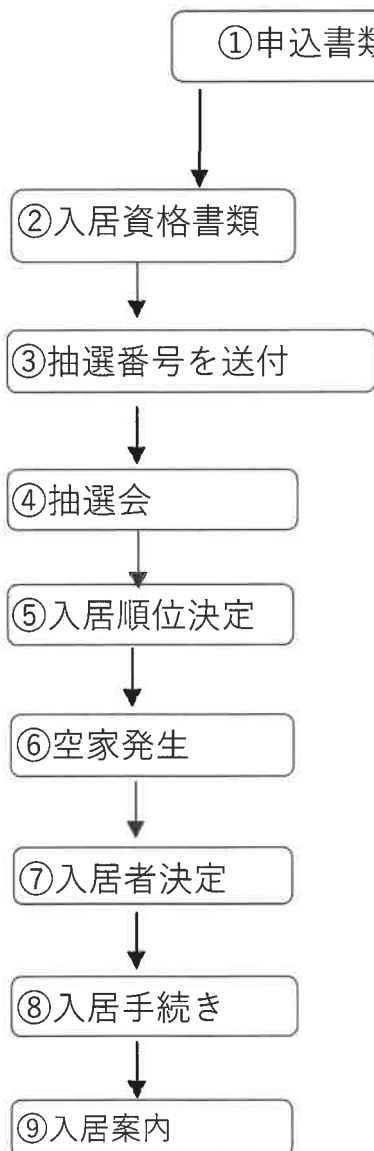 ①申込書類
②入居資格書類
③抽選番号を送付
④抽選会
⑤入居順位決定
⑥空家発生
⑦入居者決定
⑧入居手続き
⑨入居案内